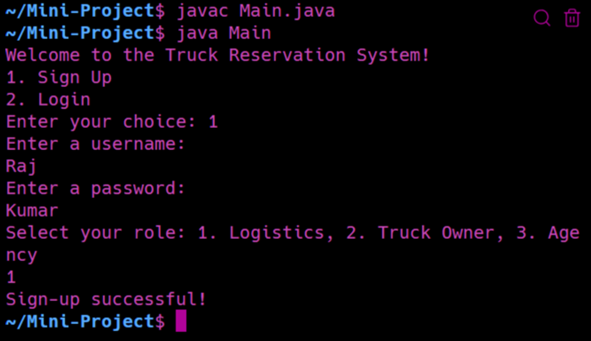 ~/Mini-Project$ javac Main.java
~/Mini-Project$ java Main
Welcome to the Truck Reservation System!
1. Sign Up
2. Login
Enter your choice: 1
Enter a username:
Raj
Enter a password:
Kumar
Select your role: 1. Logistics, 2. Truck Owner, 3. Age
ncy
1
Sign-up successful!
~/Mini-Project$